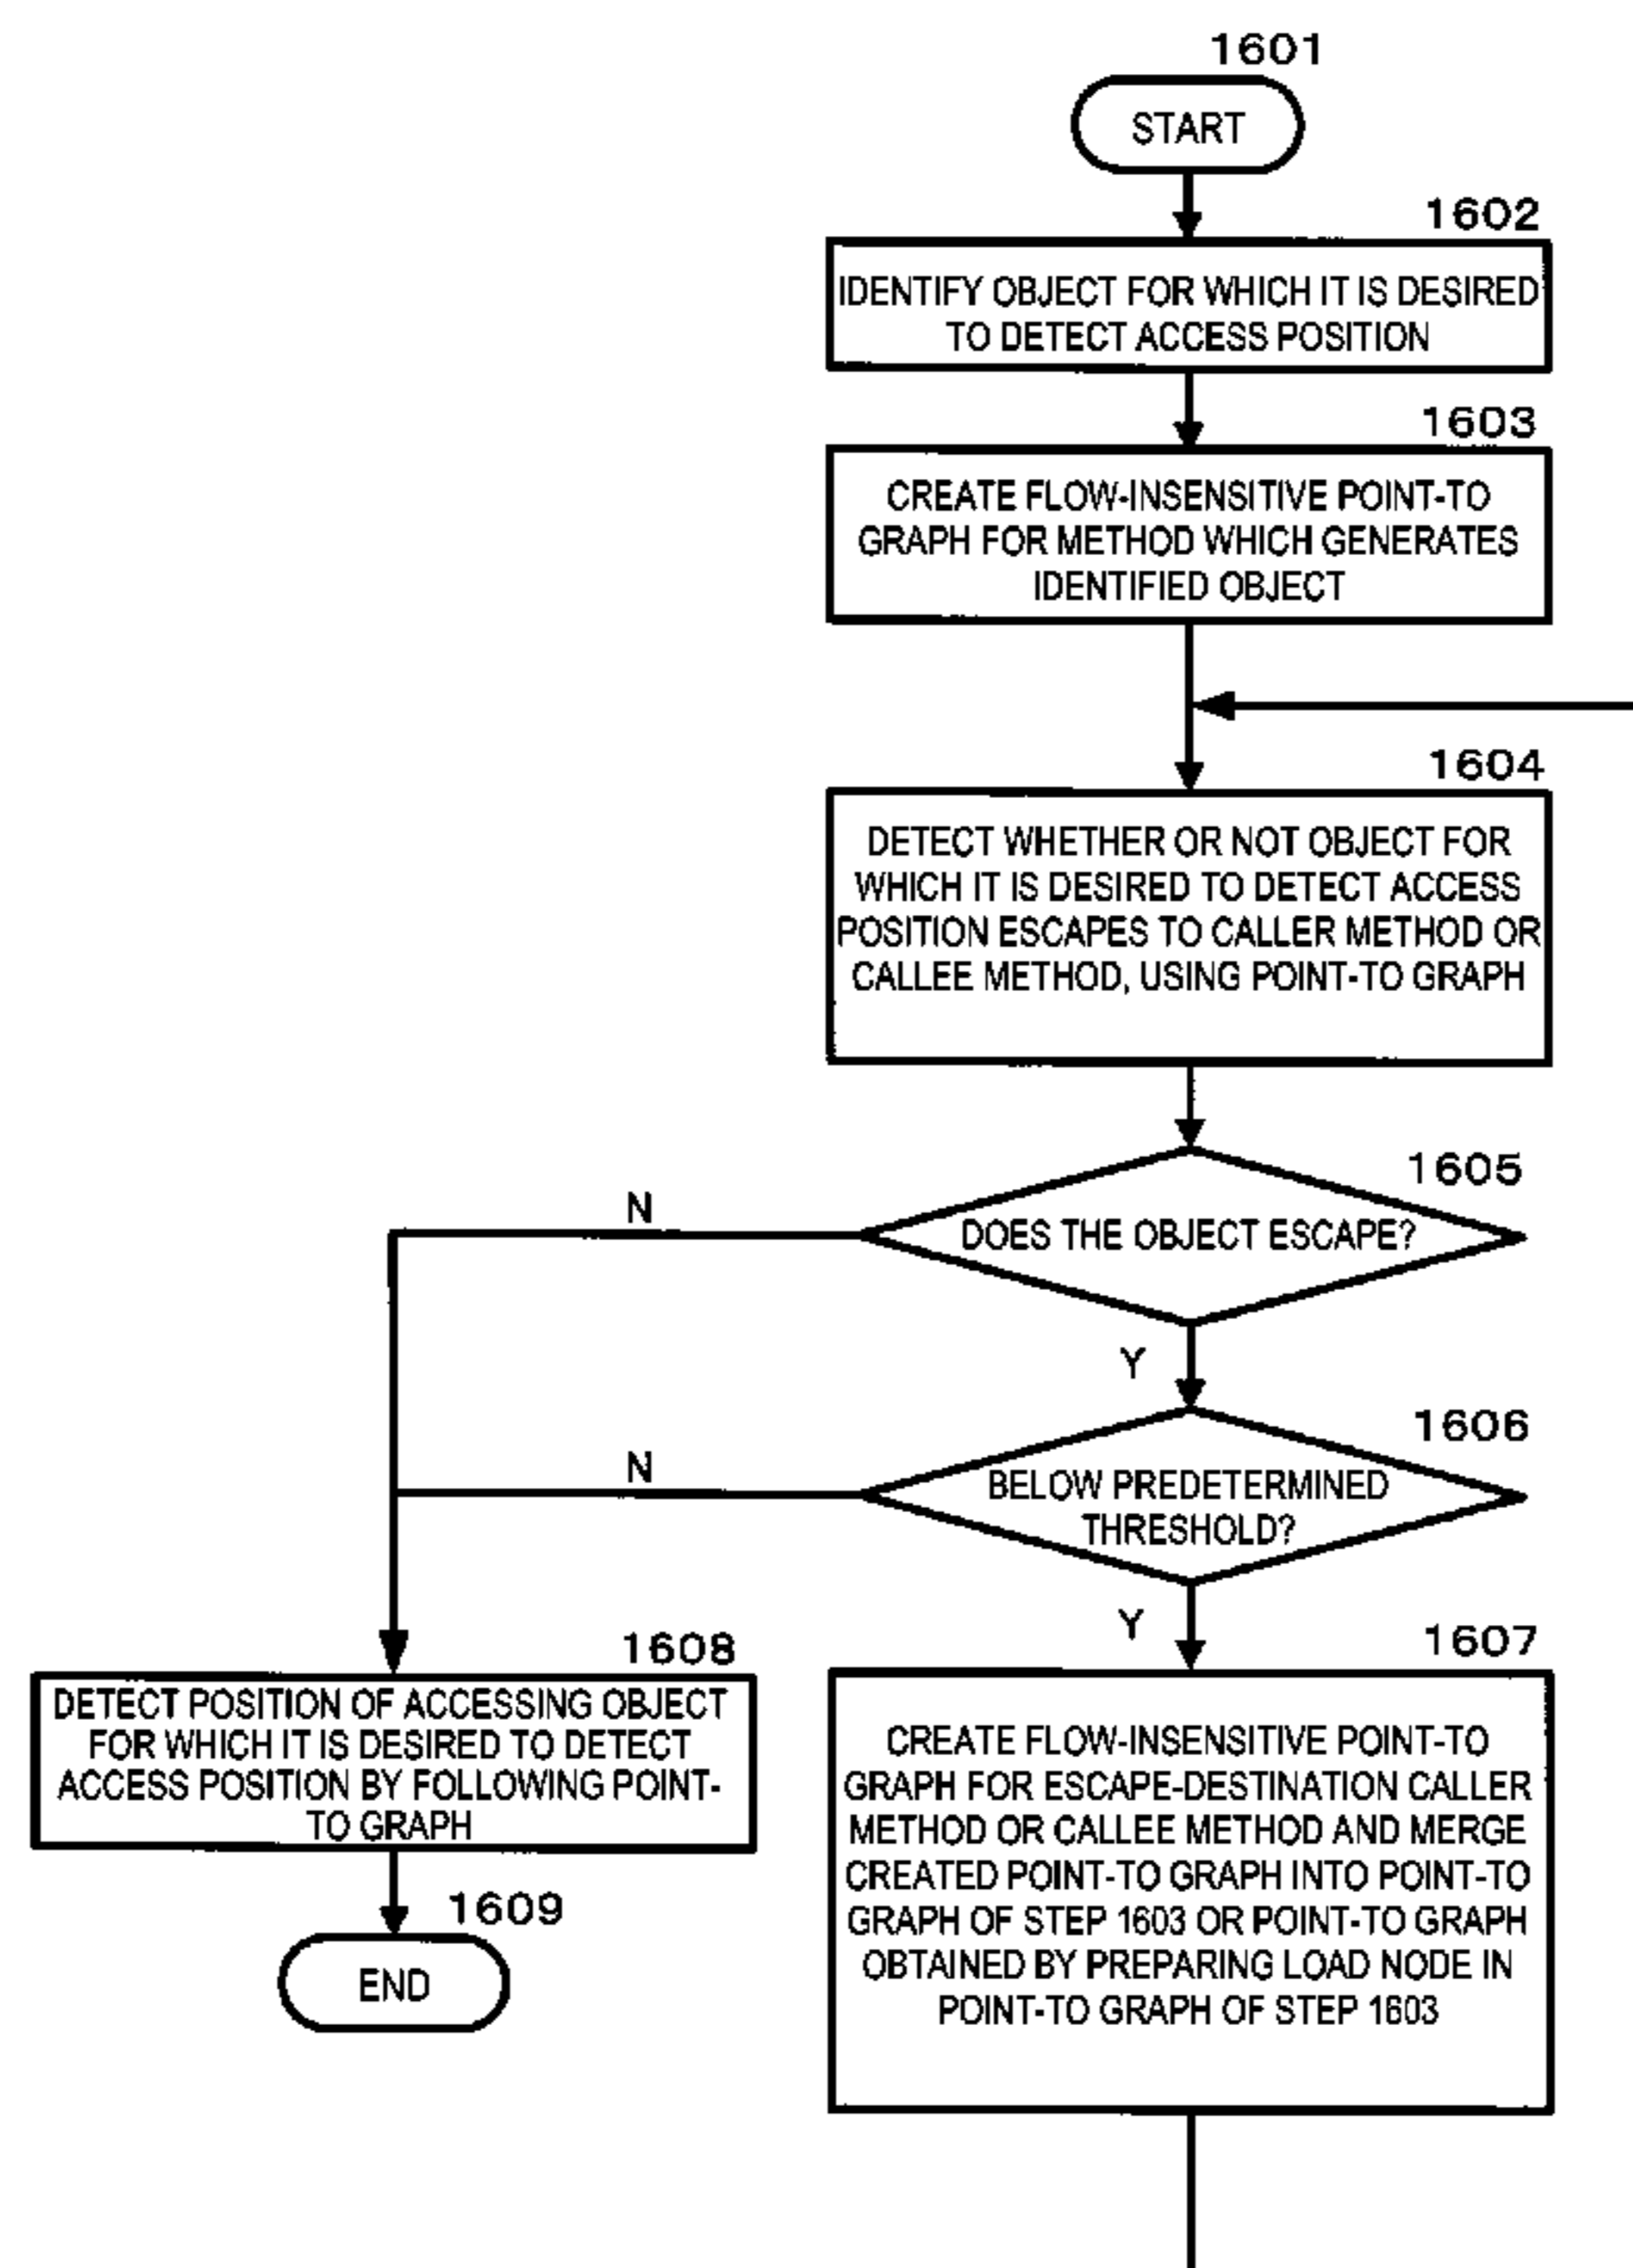 1601
START
1602
IDENTIFY OBJECT FOR WHICH IT IS DESIRED
TO DETECT ACCESS POSITION
1603
CREATE FLOW-INSENSITIVE POINT-TO
GRAPH FOR METHOD WHICH GENERATES
IDENTIFIED OBJECT
1604
DETECT WHETHER OR NOT OBJECT FOR
WHICH IT IS DESIRED TO DETECT ACCESS
POSITION ESCAPES TO CALLER METHOD OR
CALLEE METHOD, USING POINT-TO GRAPH
1605
DOES THE OBJECT ESCAPE?
N
Y
1606
BELOW PREDETERMINED
THRESHOLD?
N
Y
1607
CREATE FLOW-INSENSITIVE POINT-TO
GRAPH FOR ESCAPE-DESTINATION CALLER
METHOD OR CALLEE METHOD AND MERGE
CREATED POINT-TO GRAPH INTO POINT-TO
GRAPH OF STEP 1603 OR POINT-TO GRAPH
OBTAINED BY PREPARING LOAD NODE IN
POINT-TO GRAPH OF STEP 1603
1608
DETECT POSITION OF ACCESSING OBJECT
FOR WHICH IT IS DESIRED TO DETECT
ACCESS POSITION BY FOLLOWING POINT-
TO GRAPH
1609
END